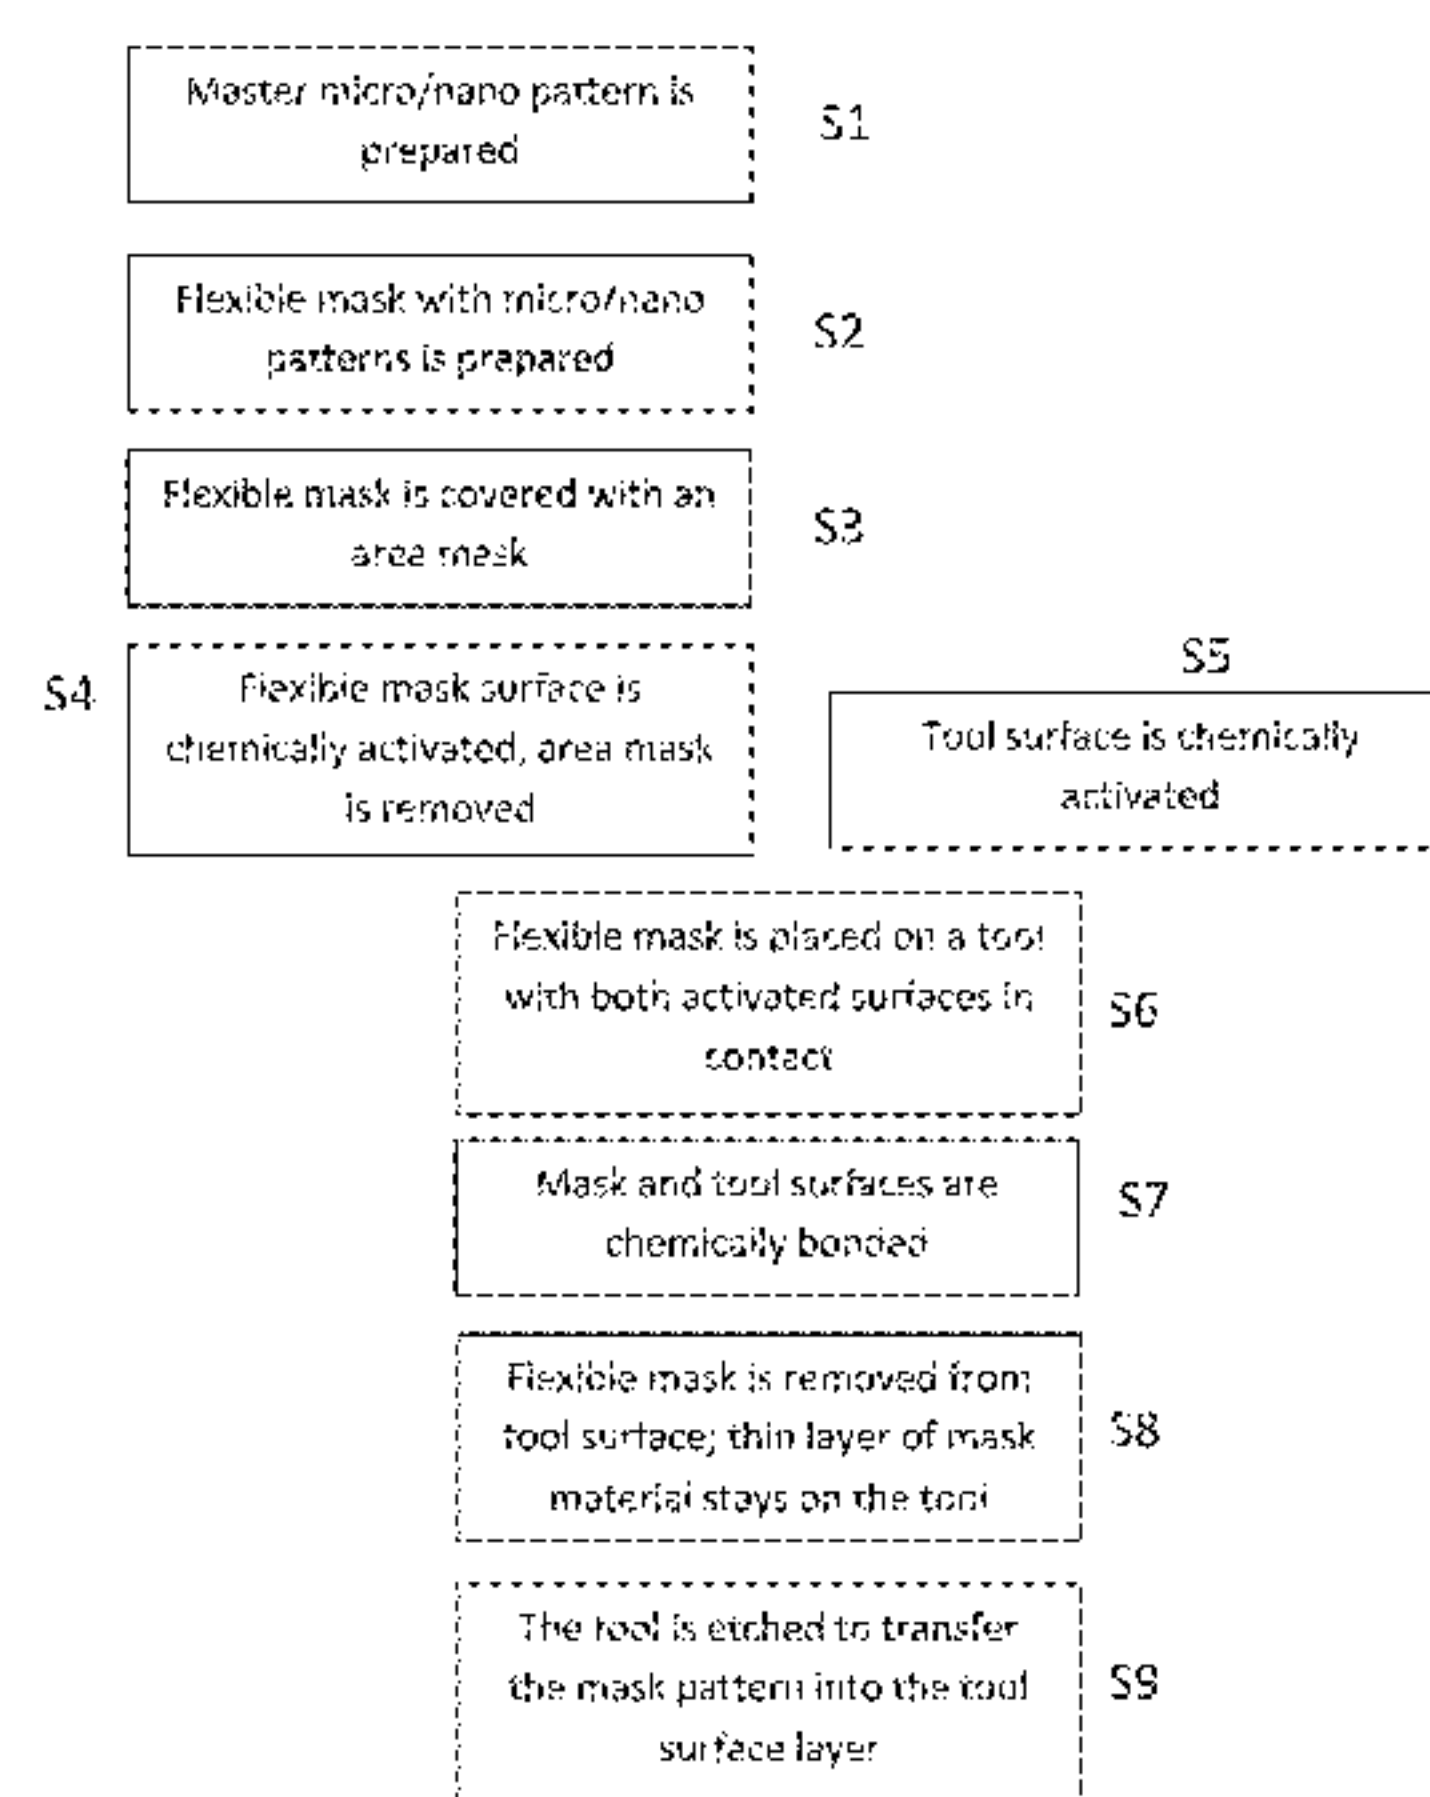 Master micro/nano pattern is
prepared
S1
Flexible mask with micro/nano
patterns is prepared
S2
Flexible mask is covered with an
area mask
S3
S4
Flexible mask surface is
chemically activated, area mask
is removed
S5
Tool surface is chemically
activated
Flexible mask is placed on a tool
with both activated surfaces in
contact
S6
Mask and tool surfaces are
chemically bonded
S7
Flexible mask is removed from
tool surface; thin layer of mask
material stays on the tool
S8
The tool is etched to transfer
the mask pattern into the tool
surface layer
S9